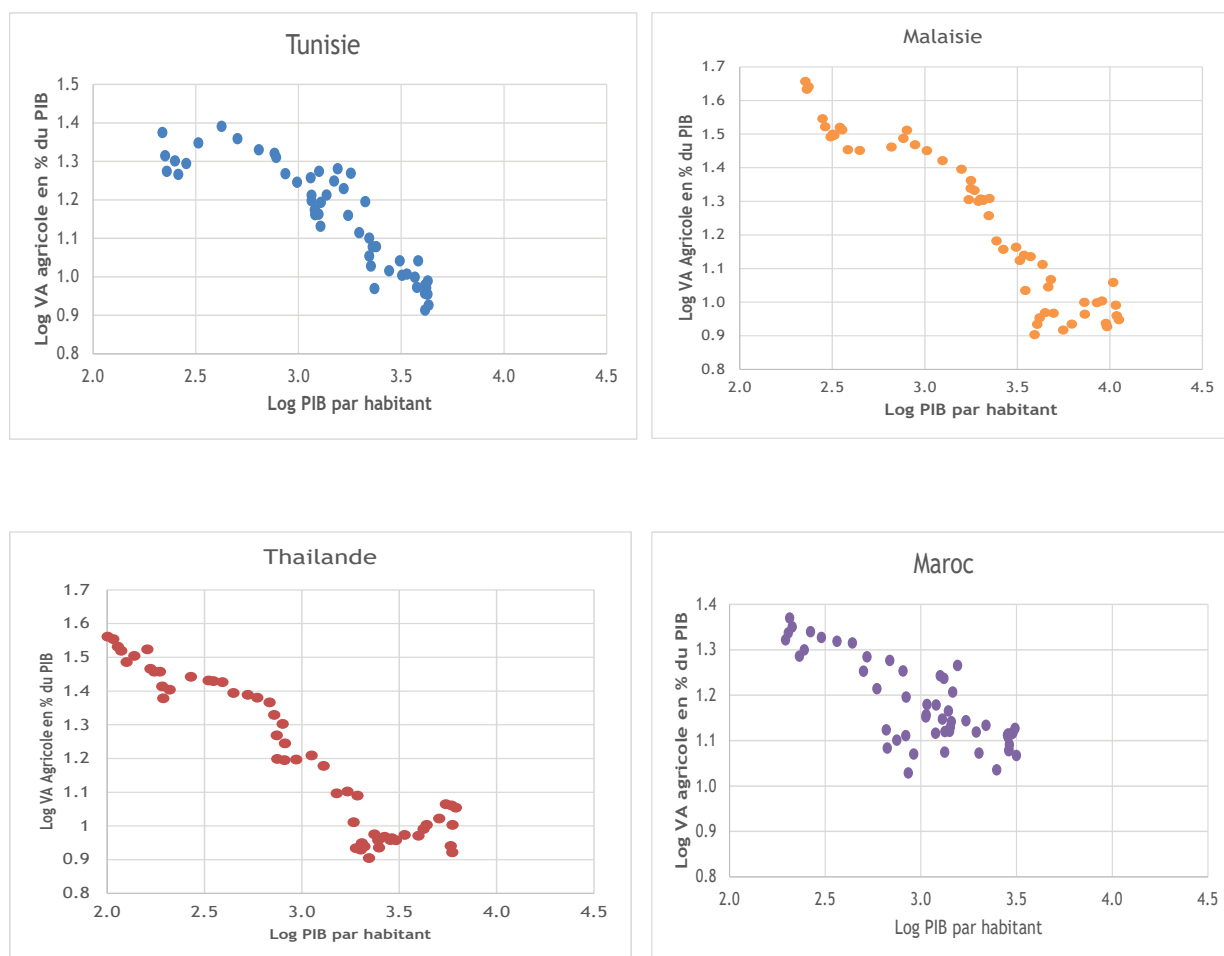 Tunisie
Log VA agricole en % du PIB
1.5
1.4
1.3
1.2
1.1
1.0
0.9
0.8
2.0 2.5 3.0 3.5 4.0 4.5
Log PIB par habitant
Malaisie
Log VA Agricole en % du PIB
1.7
1.6
1.5
1.4
1.3
1.2
1.1
1.0
0.9
0.8
2.0 2.5 3.0 3.5 4.0 4.5
Log PIB par habitant
Thailande
Log VA Agricole en % du PIB
1.7
1.6
1.5
1.4
1.3
1.2
1.1
1
0.9
0.8
2.0 2.5 3.0 3.5 4.0 4.5
Log PIB par habitant
Maroc
Log VA agricole en % du PIB
1.4
1.3
1.2
1.1
1.0
0.9
0.8
2.0 2.5 3.0 3.5 4.0 4.5
Log PIB par habitant